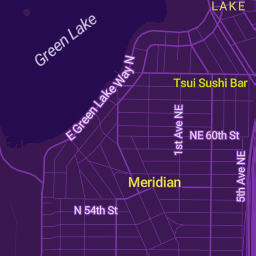 LAKE
Green Lake
E Green Lake Way N
Tsui Sushi Bar
1st Ave NE
NE 60th St
5th Ave NE
Meridian
N 54th St